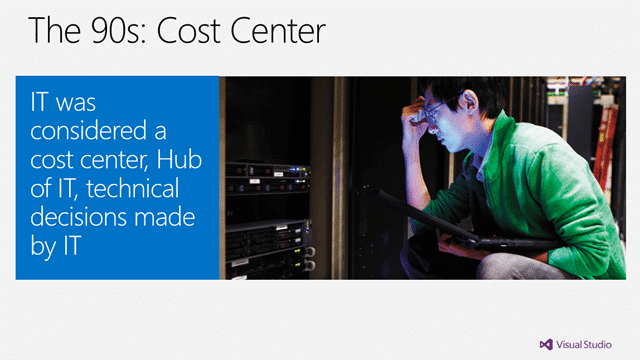 The 90s: Cost Center
IT was
considered a
cost center, Hub
of IT, technical
decisions made
by IT
Visual Studio